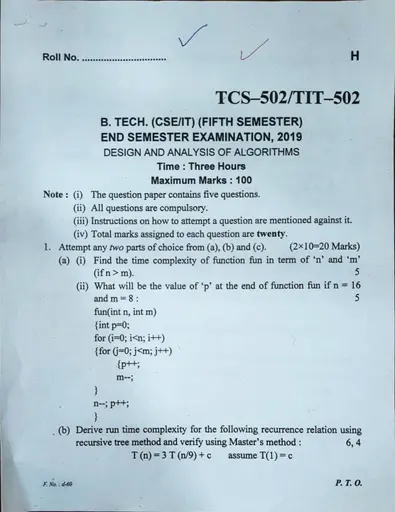 Roll No. ..............................
H
TCS–502/TIT–502
B. TECH. (CSE/IT) (FIFTH SEMESTER)
END SEMESTER EXAMINATION, 2019
DESIGN AND ANALYSIS OF ALGORITHMS
Time : Three Hours
Maximum Marks : 100
Note : (i) The question paper contains five questions.
(ii) All questions are compulsory.
(iii) Instructions on how to attempt a question are mentioned against it.
(iv) Total marks assigned to each question are twenty.
1. Attempt any two parts of choice from (a), (b) and (c). (2×10=20 Marks)
(a) (i) Find the time complexity of function fun in term of ‘n’ and ‘m’
(if n > m). 5
(ii) What will be the value of ‘p’ at the end of function fun if n = 16
and m = 8 : 5
fun(int n, int m)
{int p=0;
for (i=0; i<n; i++)
{for (j=0; j<m; j++)
{p++;
m--;
}
n--; p++;
}
(b) Derive run time complexity for the following recurrence relation using
recursive tree method and verify using Master’s method : 6, 4
T (n) = 3 T (n/9) + c assume T(1) = c
F. No. : d-60
P. T. O.